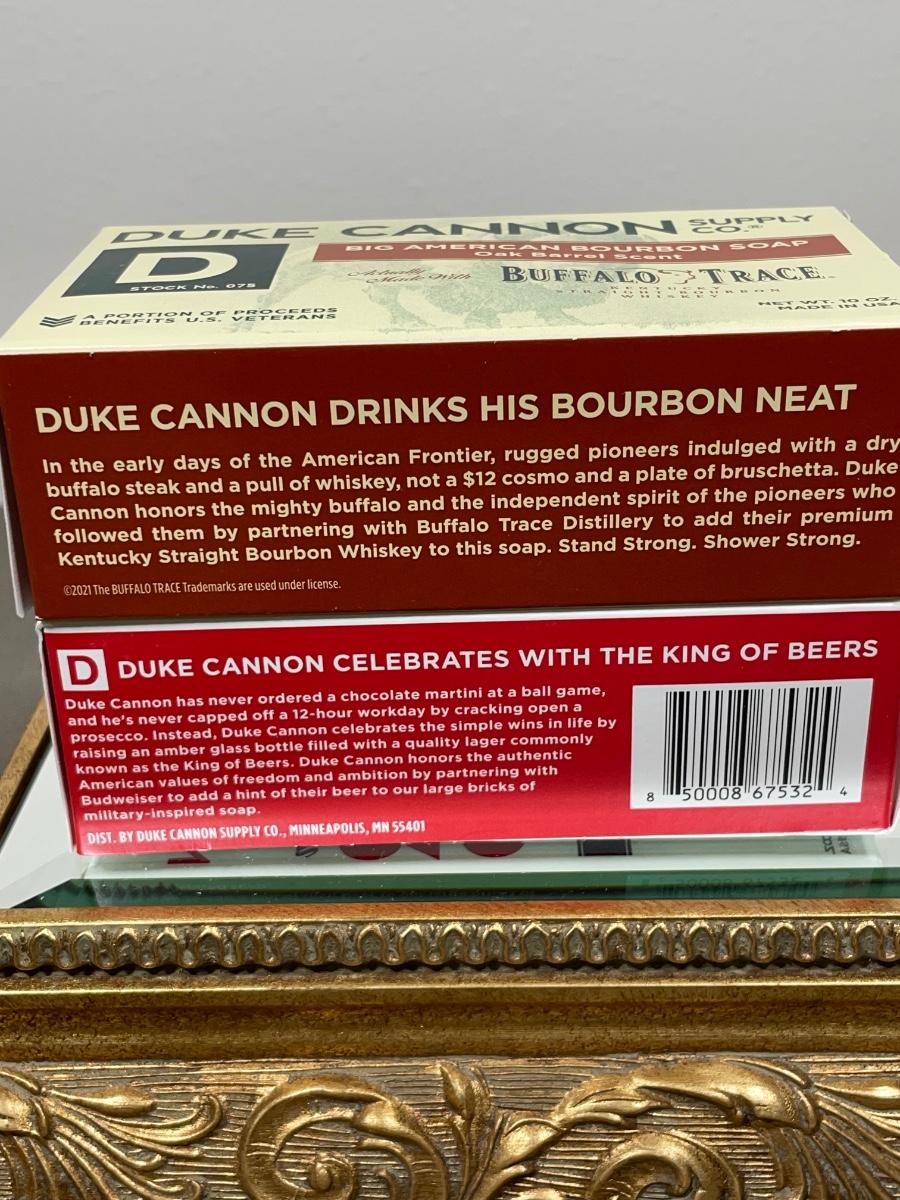 DUKE CANNON SUPPLY CO.®
BIG AMERICAN BOURBON SOAP
Oak Barrel Scent
D
STOCK No. 075
Actually Made With
BUFFALO TRACE
KENTUCKY
STRAIGHT BOURBON
WHISKEY
A PORTION OF PROCEEDS
BENEFITS U.S. VETERANS
NET WT. 10 OZ.
MADE IN USA
DUKE CANNON DRINKS HIS BOURBON NEAT
In the early days of the American Frontier, rugged pioneers indulged with a dry
buffalo steak and a pull of whiskey, not a $12 cosmo and a plate of bruschetta. Duke
Cannon honors the mighty buffalo and the independent spirit of the pioneers who
followed them by partnering with Buffalo Trace Distillery to add their premium
Kentucky Straight Bourbon Whiskey to this soap. Stand Strong. Shower Strong.
©2021 The BUFFALO TRACE Trademarks are used under license.
D DUKE CANNON CELEBRATES WITH THE KING OF BEERS
Duke Cannon has never ordered a chocolate martini at a ball game,
and he's never capped off a 12-hour workday by cracking open a
prosecco. Instead, Duke Cannon celebrates the simple wins in life by
raising an amber glass bottle filled with a quality lager commonly
known as the King of Beers. Duke Cannon honors the authentic
American values of freedom and ambition by partnering with
Budweiser to add a hint of their beer to our large bricks of
military-inspired soap.
DIST. BY DUKE CANNON SUPPLY CO., MINNEAPOLIS, MN 55401
8 50008 67532 4